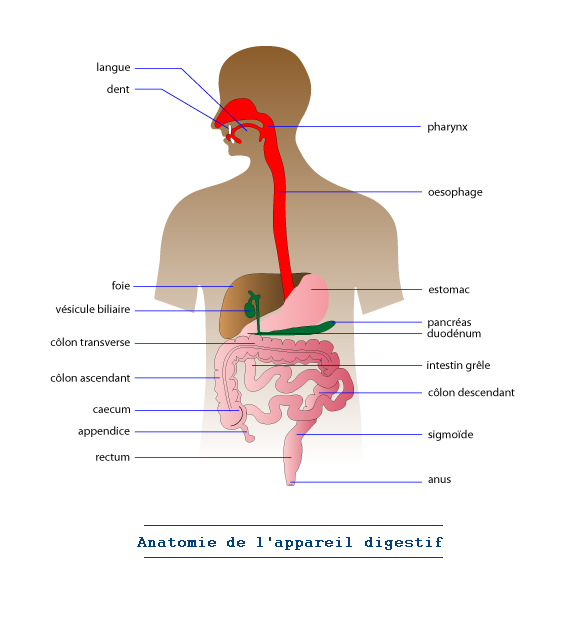 langue
dent
pharynx
oesophage
foie
estomac
vésicule biliaire
pancréas
duodénum
côlon transverse
intestin grêle
côlon ascendant
côlon descendant
caecum
appendice
sigmoïde
rectum
anus
Anatomie de l'appareil digestif